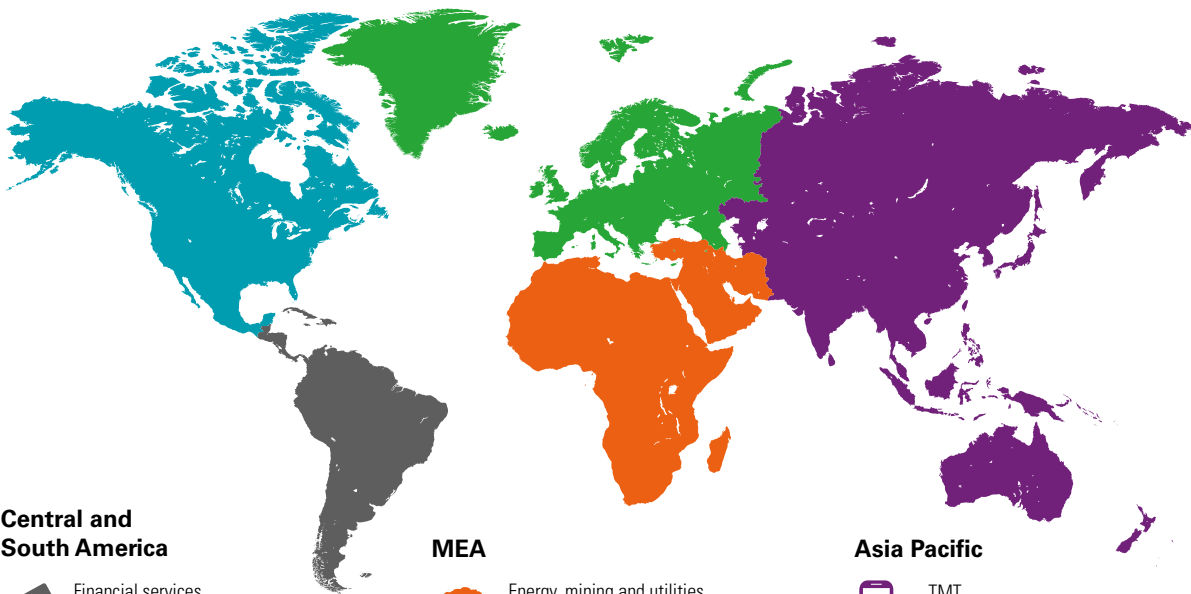 Central and
South America
Financial services
MEA
Energy, mining and utilities
Asia Pacific
TMT